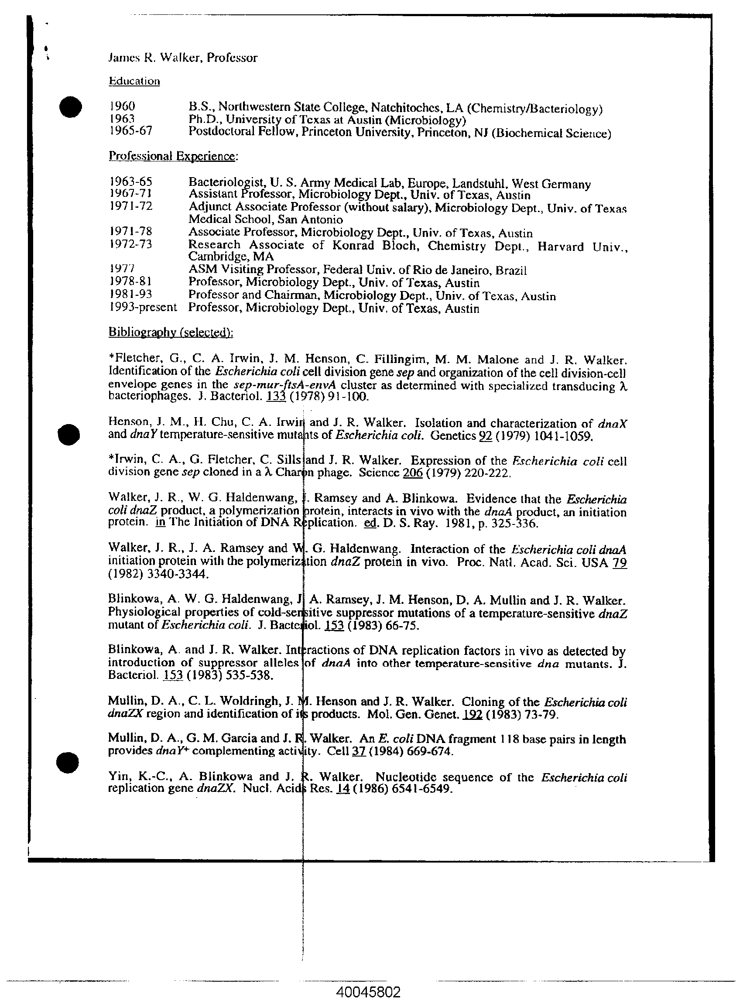 James R. Walker, Professor
Education
1960 B.S., Northwestern State College, Natchitoches, LA (Chemistry/Bacteriology)
1963 Ph.D., University of Texas at Austin (Microbiology)
1965-67 Postdoctoral Fellow, Princeton University, Princeton, NJ (Biochemical Science)
Professional Experience:
1963-65 Bacteriologist, U. S. Army Medical Lab, Europe, Landstuhl, West Germany
1967-71 Assistant Professor, Microbiology Dept., Univ. of Texas, Austin
1971-72 Adjunct Associate Professor (without salary), Microbiology Dept., Univ. of Texas
Medical School, San Antonio
1971-78 Associate Professor, Microbiology Dept., Univ. of Texas, Austin
1972-73 Research Associate of Konrad Bloch, Chemistry Dept., Harvard Univ.,
Cambridge, MA
1977 ASM Visiting Professor, Federal Univ. of Rio de Janeiro, Brazil
1978-81 Professor, Microbiology Dept., Univ. of Texas, Austin
1981-93 Professor and Chairman, Microbiology Dept., Univ. of Texas, Austin
1993-present Professor, Microbiology Dept., Univ. of Texas, Austin
Bibliography (selected):
*Fletcher, G., C. A. Irwin, J. M. Henson, C. Fillingim, M. M. Malone and J. R. Walker.
Identification of the Escherichia coli cell division gene sep and organization of the cell division-cell
envelope genes in the sep-mur-ftsA-envA cluster as determined with specialized transducing λ
bacteriophages. J. Bacteriol. 133 (1978) 91-100.
Henson, J. M., H. Chu, C. A. Irwin and J. R. Walker. Isolation and characterization of dnaX
and dnaY temperature-sensitive mutants of Escherichia coli. Genetics 92 (1979) 1041-1059.
*Irwin, C. A., G. Fletcher, C. Sills and J. R. Walker. Expression of the Escherichia coli cell
division gene sep cloned in a λ Charon phage. Science 206 (1979) 220-222.
Walker, J. R., W. G. Haldenwang, J. Ramsey and A. Blinkowa. Evidence that the Escherichia
coli dnaZ product, a polymerization protein, interacts in vivo with the dnaA product, an initiation
protein. in The Initiation of DNA Replication. ed. D. S. Ray. 1981, p. 325-336.
Walker, J. R., J. A. Ramsey and W. G. Haldenwang. Interaction of the Escherichia coli dnaA
initiation protein with the polymerization dnaZ protein in vivo. Proc. Natl. Acad. Sci. USA 79
(1982) 3340-3344.
Blinkowa, A. W. G. Haldenwang, J. A. Ramsey, J. M. Henson, D. A. Mullin and J. R. Walker.
Physiological properties of cold-sensitive suppressor mutations of a temperature-sensitive dnaZ
mutant of Escherichia coli. J. Bacteriol. 153 (1983) 66-75.
Blinkowa, A. and J. R. Walker. Interactions of DNA replication factors in vivo as detected by
introduction of suppressor alleles of dnaA into other temperature-sensitive dna mutants. J.
Bacteriol. 153 (1983) 535-538.
Mullin, D. A., C. L. Woldringh, J. M. Henson and J. R. Walker. Cloning of the Escherichia coli
dnaZX region and identification of its products. Mol. Gen. Genet. 192 (1983) 73-79.
Mullin, D. A., G. M. Garcia and J. R. Walker. An E. coli DNA fragment 118 base pairs in length
provides dnaY+ complementing activity. Cell 37 (1984) 669-674.
Yin, K.-C., A. Blinkowa and J. R. Walker. Nucleotide sequence of the Escherichia coli
replication gene dnaZX. Nucl. Acids Res. 14 (1986) 6541-6549.
40045802